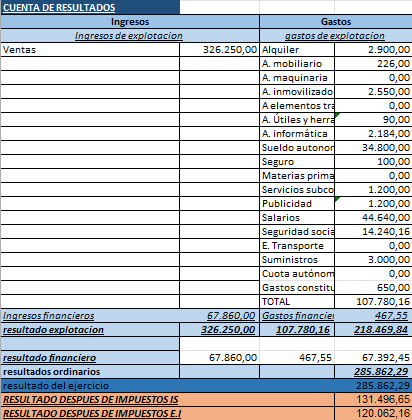 CUENTA DE RESULTADOS
Ingresos Gastos
Ingresos de explotacion gastos de explotacion
Ventas 326.250,00 Alquiler 2.900,00
A. mobiliario 226,00
A. maquinaria 0,00
A. inmovilizado 2.550,00
A elementos tra 0,00
A. Útiles y herra 90,00
A. informática 2.184,00
Sueldo autonor 34.800,00
Seguro 100,00
Materias prima 0,00
Servicios subco 1.200,00
Publicidad 1.200,00
Salarios 44.640,00
Seguridad socia 14.240,16
E. Transporte 0,00
Suministros 3.000,00
Cuota autónom 0,00
Gastos constitu 650,00
TOTAL 107.780,16
Ingresos financieros 67.860,00 Gastos financier 467,55
resultado explotacion 326.250,00 107.780,16 218.469,84
resultado financiero 67.860,00 467,55 67.392,45
resultados ordinarios 285.862,29
resultado del ejercicio 285.862,29
RESULTADO DESPUES DE IMPUESTOS IS 131.496,65
RESULTADO DESPUES DE IMPUESTOS E.I 120.062,16